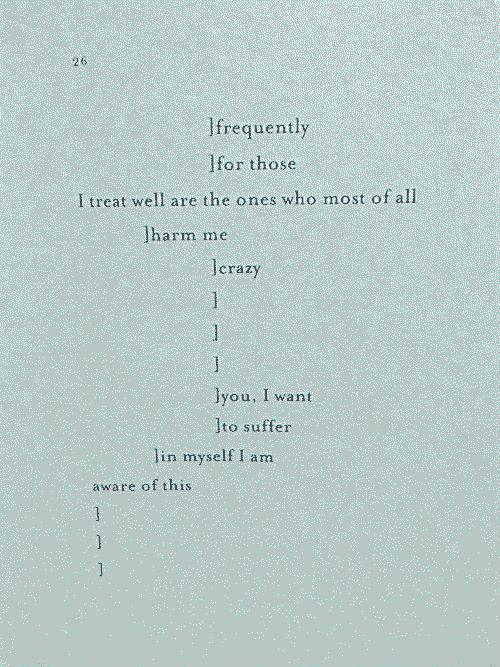 26
]frequently
]for those
I treat well are the ones who most of all
]harm me
]crazy
]
]
]
]you, I want
]to suffer
]in myself I am
aware of this
]
]
]